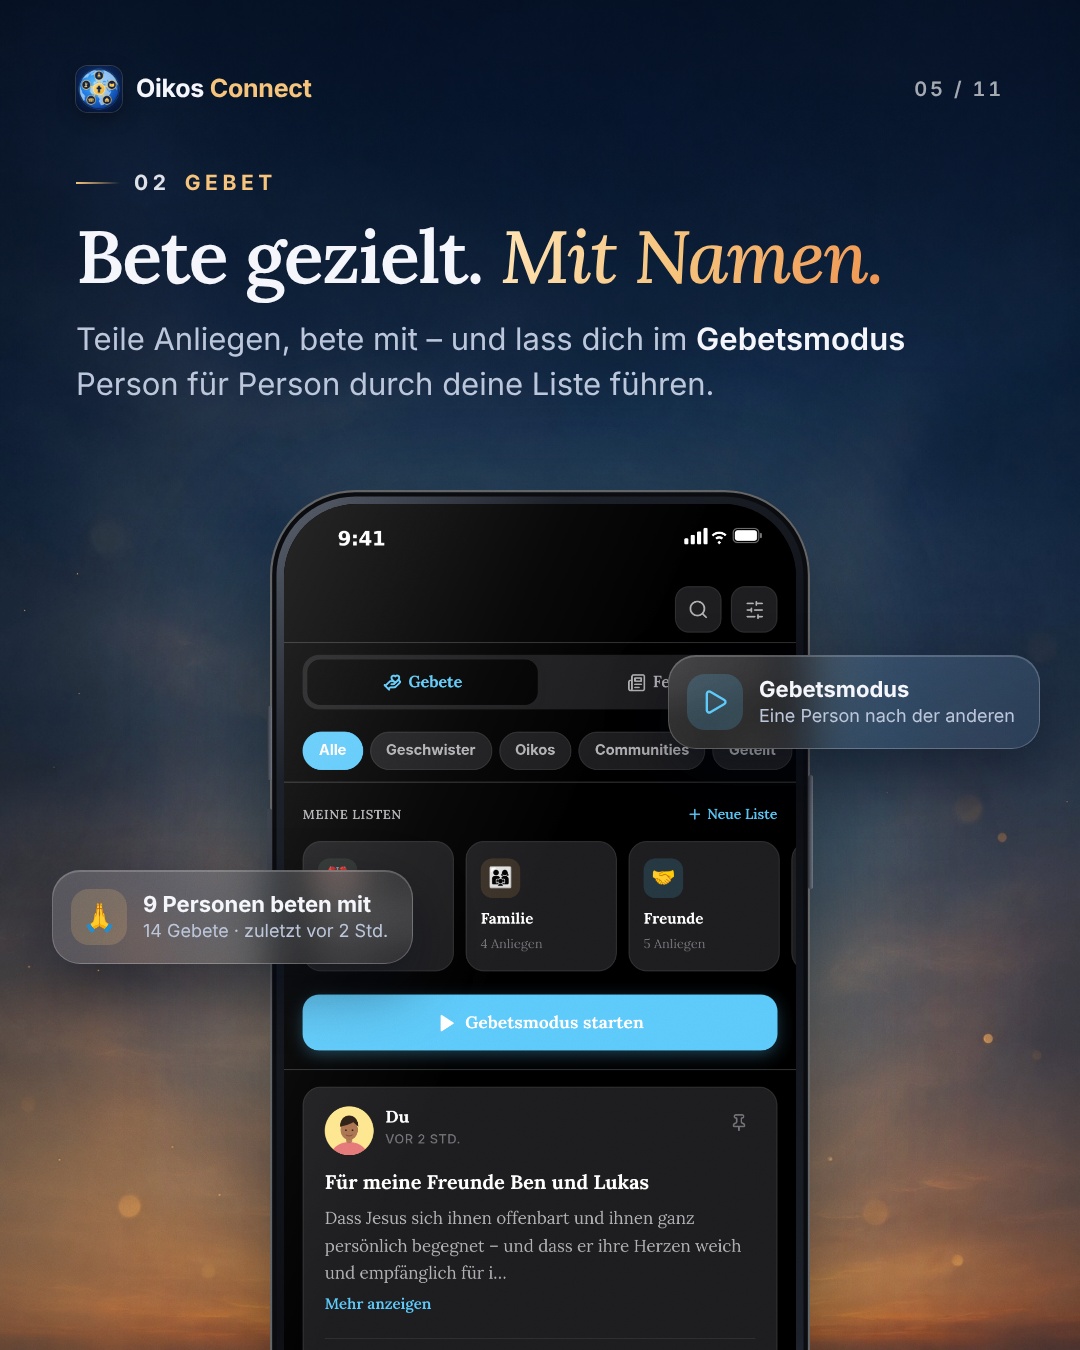 Oikos Connect
05 / 11
02 GEBET
Bete gezielt. Mit Namen.
Teile Anliegen, bete mit – und lass dich im Gebetsmodus
Person für Person durch deine Liste führen.
9:41
Gebete
Fe
Gebetsmodus
Eine Person nach der anderen
Alle
Geschwister
Oikos
Communities
Geteilt
MEINE LISTEN
+ Neue Liste
9 Personen beten mit
14 Gebete · zuletzt vor 2 Std.
Familie
4 Anliegen
Freunde
5 Anliegen
Gebetsmodus starten
Du
VOR 2 STD.
Für meine Freunde Ben und Lukas
Dass Jesus sich ihnen offenbart und ihnen ganz
persönlich begegnet – und dass er ihre Herzen weich
und empfänglich für i...
Mehr anzeigen